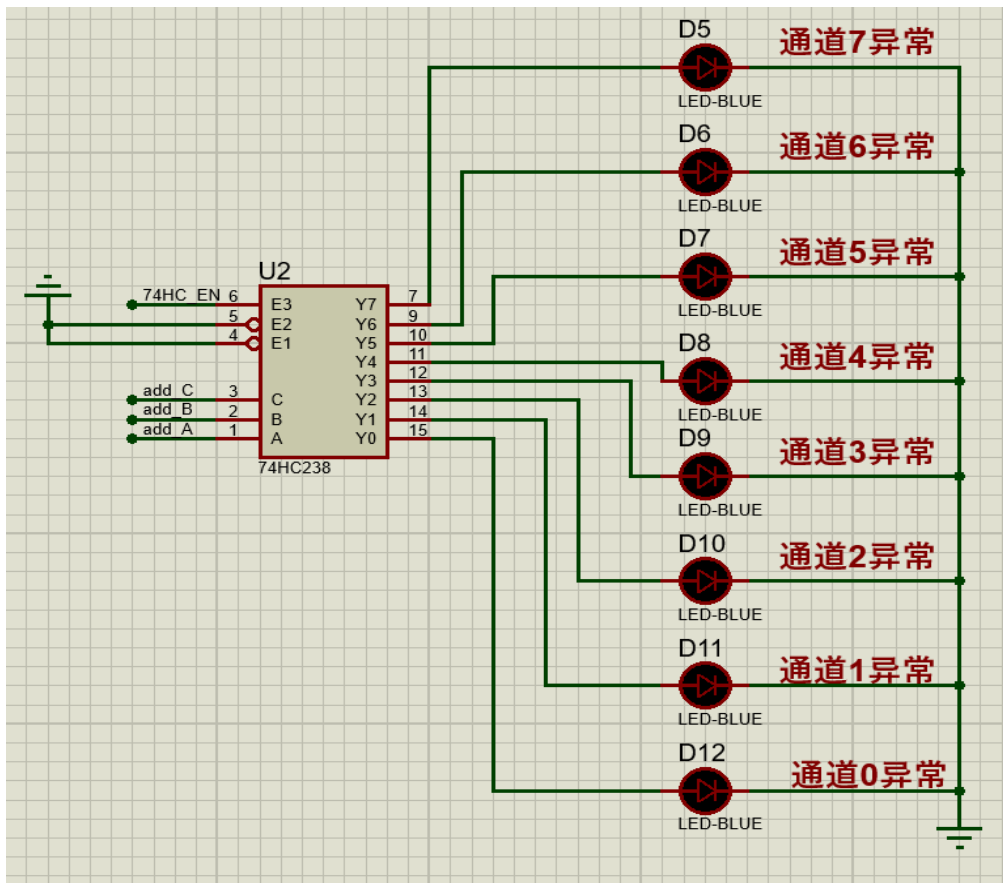 D5
通道7异常
LED-BLUE
D6
通道6异常
LED-BLUE
D7
通道5异常
LED-BLUE
D8
通道4异常
LED-BLUE
D9
通道3异常
LED-BLUE
D10
通道2异常
LED-BLUE
D11
通道1异常
LED-BLUE
D12
通道0异常
LED-BLUE
U2
74HC_EN 6 E3 Y7 7
5 E2 Y6 9
4 E1 Y5 10
Y4 11
Y3 12
add_C 3 C Y2 13
add_B 2 B Y1 14
add_A 1 A Y0 15
74HC238